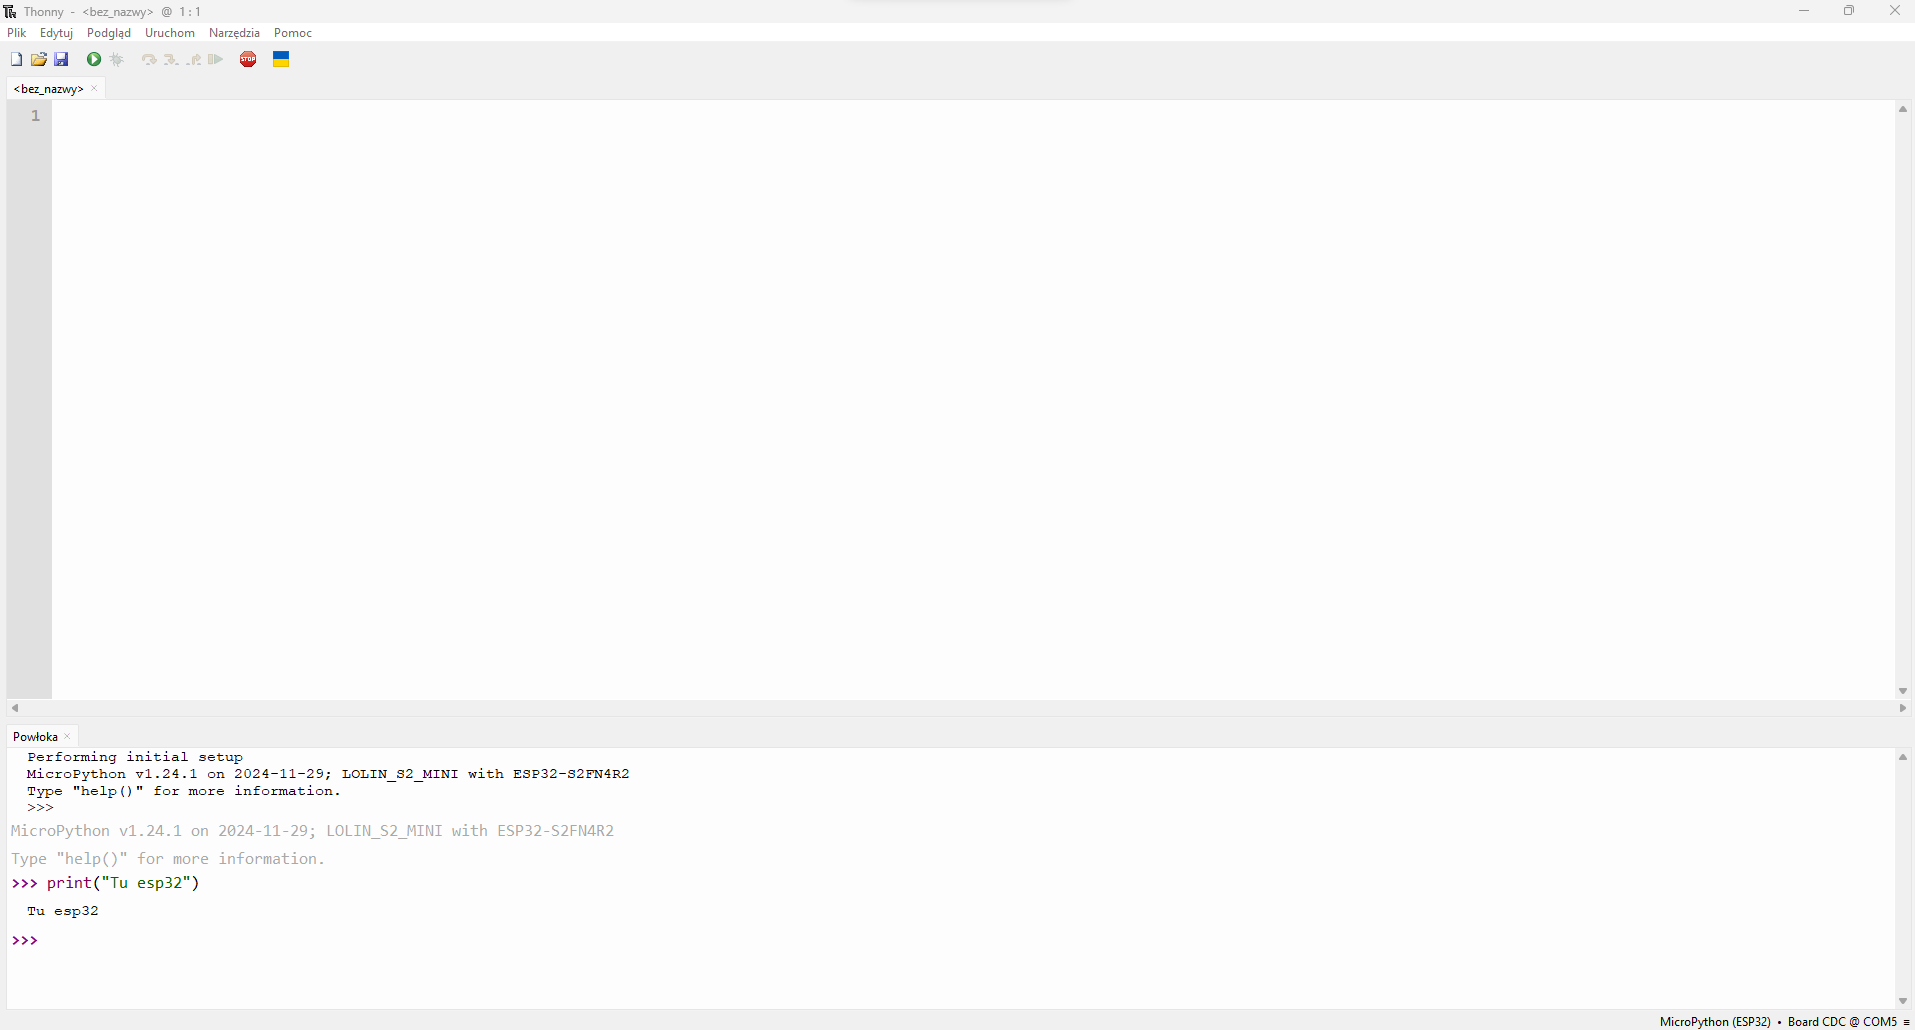 Thonny - <bez_nazwy> @ 1:1
Plik Edytuj Podgląd Uruchom Narzędzia Pomoc
STOP
<bez_nazwy> ×
1
Powłoka ×
Performing initial setup
MicroPython v1.24.1 on 2024-11-29; LOLIN_S2_MINI with ESP32-S2FN4R2
Type "help()" for more information.
>>>
MicroPython v1.24.1 on 2024-11-29; LOLIN_S2_MINI with ESP32-S2FN4R2
Type "help()" for more information.
>>> print("Tu esp32")
Tu esp32
>>>
MicroPython (ESP32) • Board CDC @ COM5 ≡